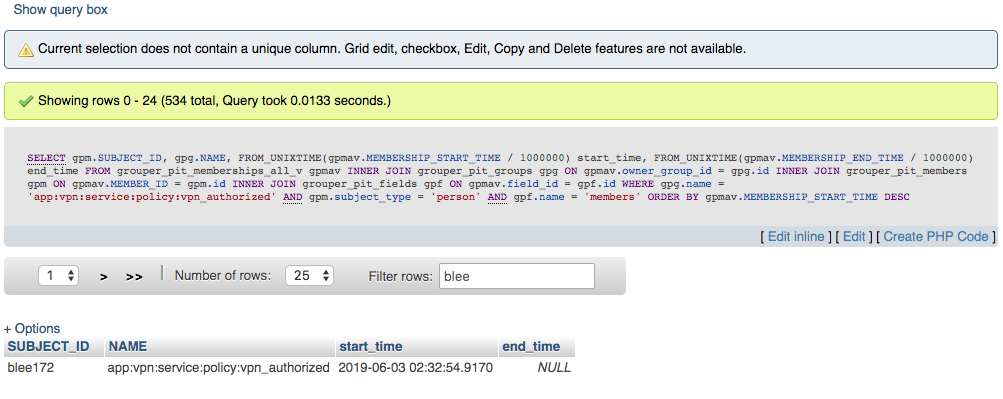 Show query box
Current selection does not contain a unique column. Grid edit, checkbox, Edit, Copy and Delete features are not available.
Showing rows 0 - 24 (534 total, Query took 0.0133 seconds.)
SELECT gpm.SUBJECT_ID, gpg.NAME, FROM_UNIXTIME(gpmav.MEMBERSHIP_START_TIME / 1000000) start_time, FROM_UNIXTIME(gpmav.MEMBERSHIP_END_TIME / 1000000)
end_time FROM grouper_pit_memberships_all_v gpmav INNER JOIN grouper_pit_groups gpg ON gpmav.owner_group_id = gpg.id INNER JOIN grouper_pit_members
gpm ON gpmav.MEMBER_ID = gpm.id INNER JOIN grouper_pit_fields gpf ON gpmav.field_id = gpf.id WHERE gpg.name =
'app:vpn:service:policy:vpn_authorized' AND gpm.subject_type = 'person' AND gpf.name = 'members' ORDER BY gpmav.MEMBERSHIP_START_TIME DESC
[ Edit inline ] [ Edit ] [ Create PHP Code ]
1 > >> | Number of rows: 25 Filter rows: blee
+ Options
SUBJECT_ID NAME start_time end_time
blee172 app:vpn:service:policy:vpn_authorized 2019-06-03 02:32:54.9170 NULL